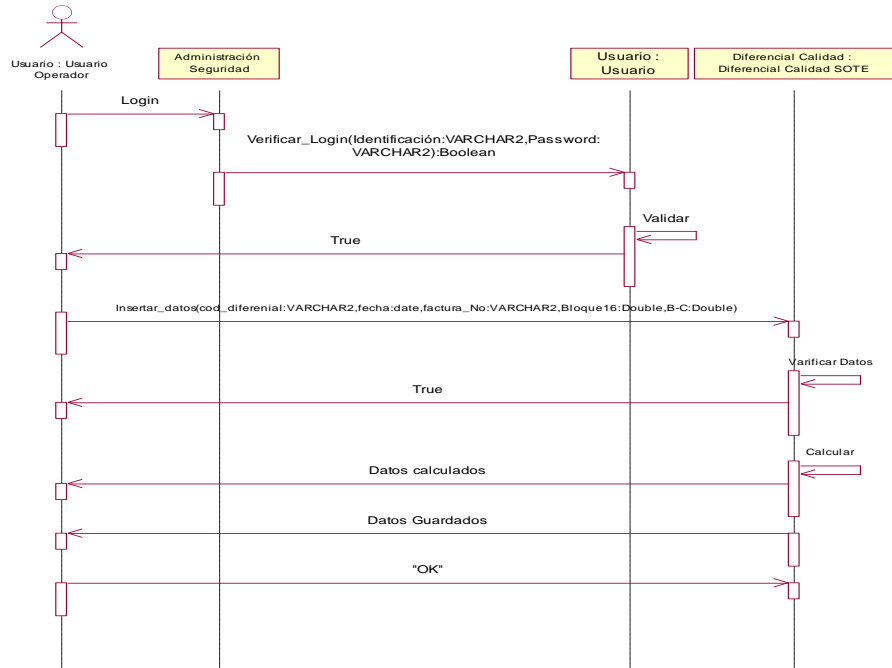 Usuario : Usuario
Operador
Administración
Seguridad
Usuario :
Usuario
Diferencial Calidad :
Diferencial Calidad SOTE
Login
Verificar_Login(Identificación:VARCHAR2,Password:
VARCHAR2):Boolean
Validar
True
Insertar_datos(cod_diferenial:VARCHAR2,fecha:date,factura_No:VARCHAR2,Bloque16:Double,B-C:Double)
Varificar Datos
True
Calcular
Datos calculados
Datos Guardados
"OK"